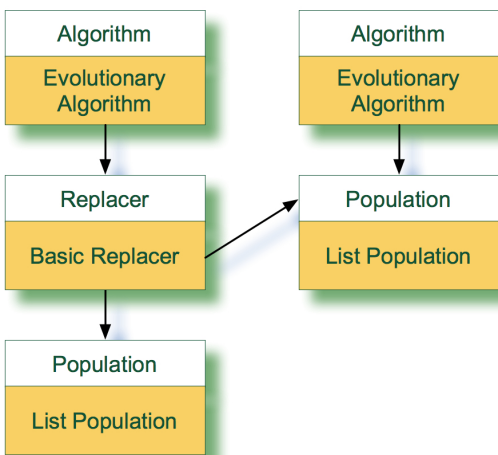 Algorithm
Evolutionary
Algorithm
Algorithm
Evolutionary
Algorithm
Replacer
Basic Replacer
Population
List Population
Population
List Population